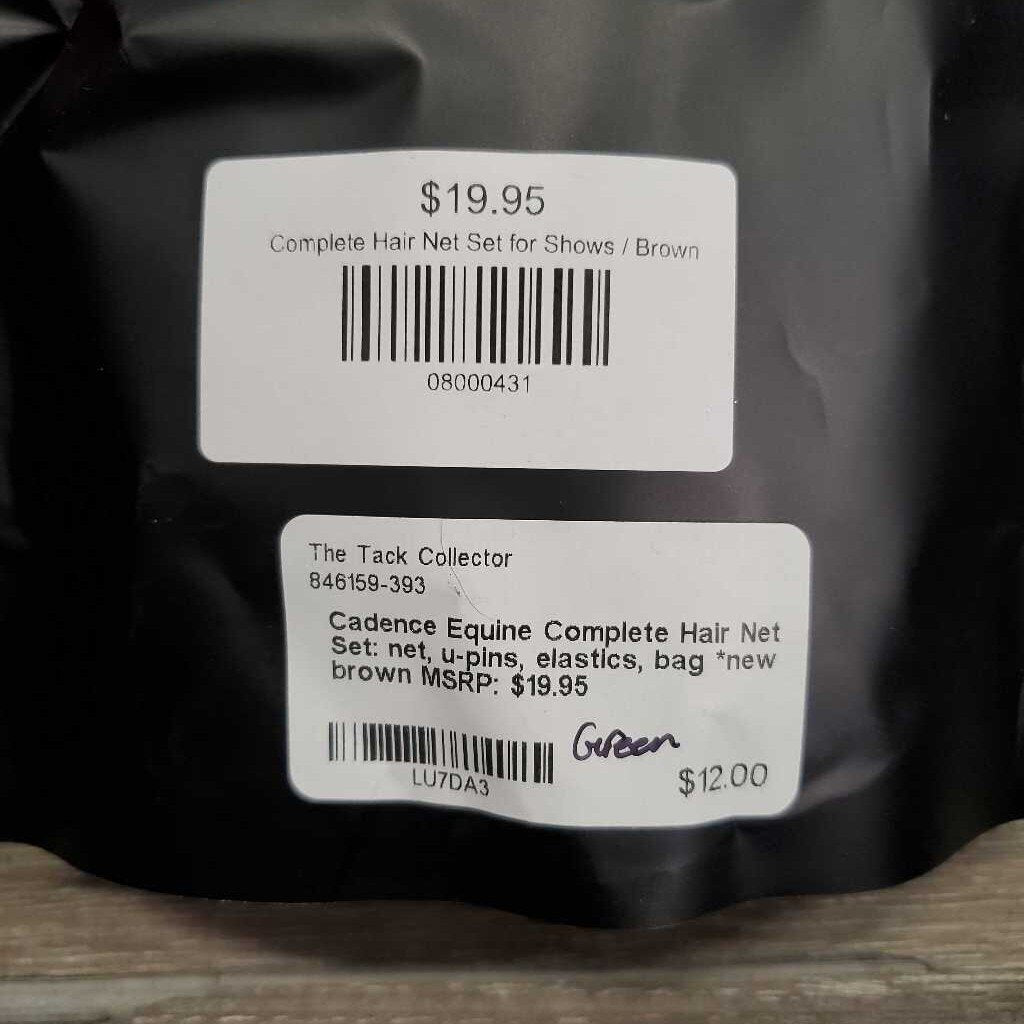 $19.95
Complete Hair Net Set for Shows / Brown
08000431
The Tack Collector
846159-393
Cadence Equine Complete Hair Net
Set: net, u-pins, elastics, bag *new
brown MSRP: $19.95
Green
LU7DA3
$12.00